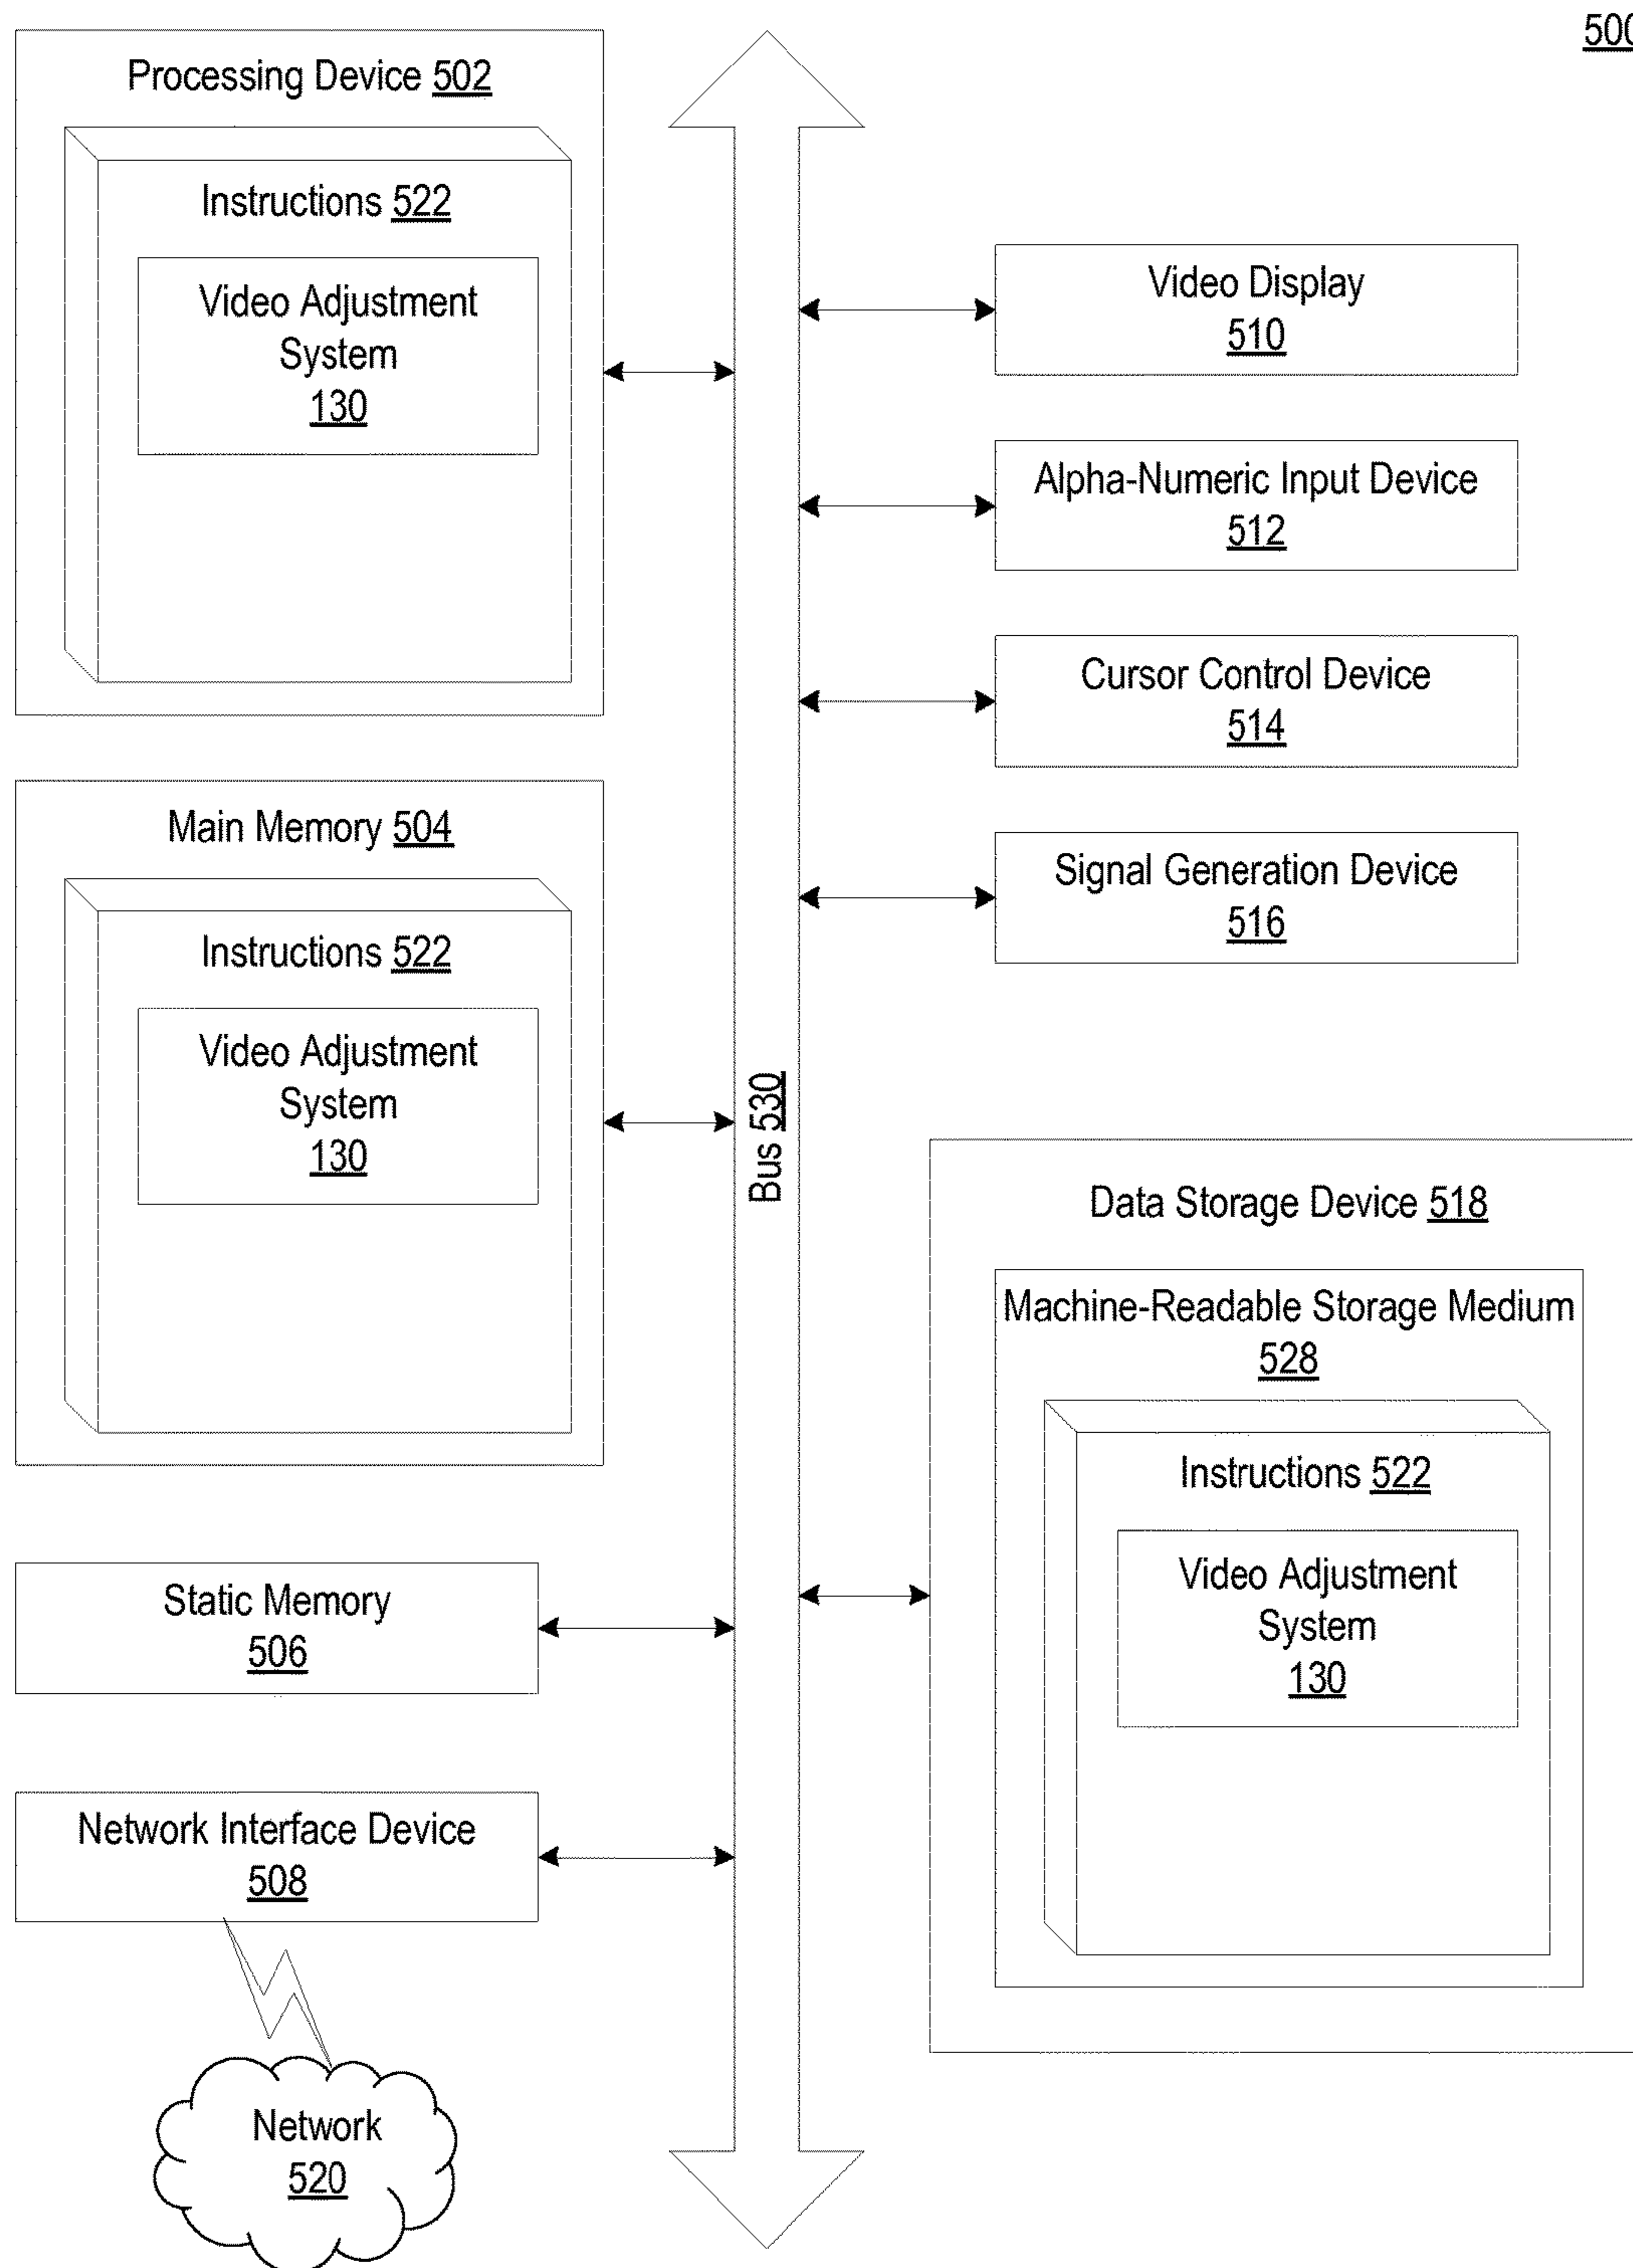 500
Processing Device 502
Instructions 522
Video Adjustment
System
130
Main Memory 504
Instructions 522
Video Adjustment
System
130
Static Memory
506
Network Interface Device
508
Network
520
Bus 530
Video Display
510
Alpha-Numeric Input Device
512
Cursor Control Device
514
Signal Generation Device
516
Data Storage Device 518
Machine-Readable Storage Medium
528
Instructions 522
Video Adjustment
System
130